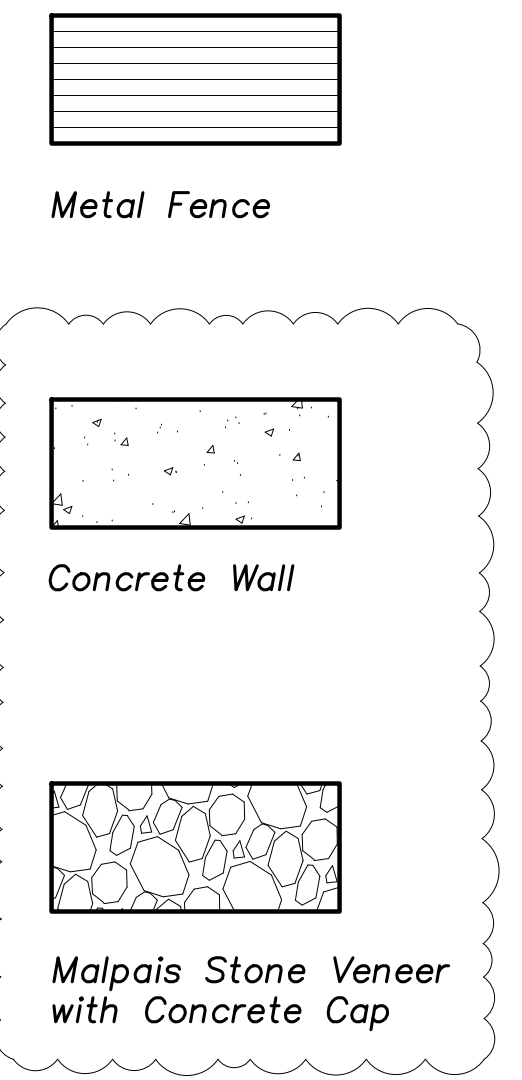 Metal Fence
Concrete Wall
Malpais Stone Veneer
with Concrete Cap